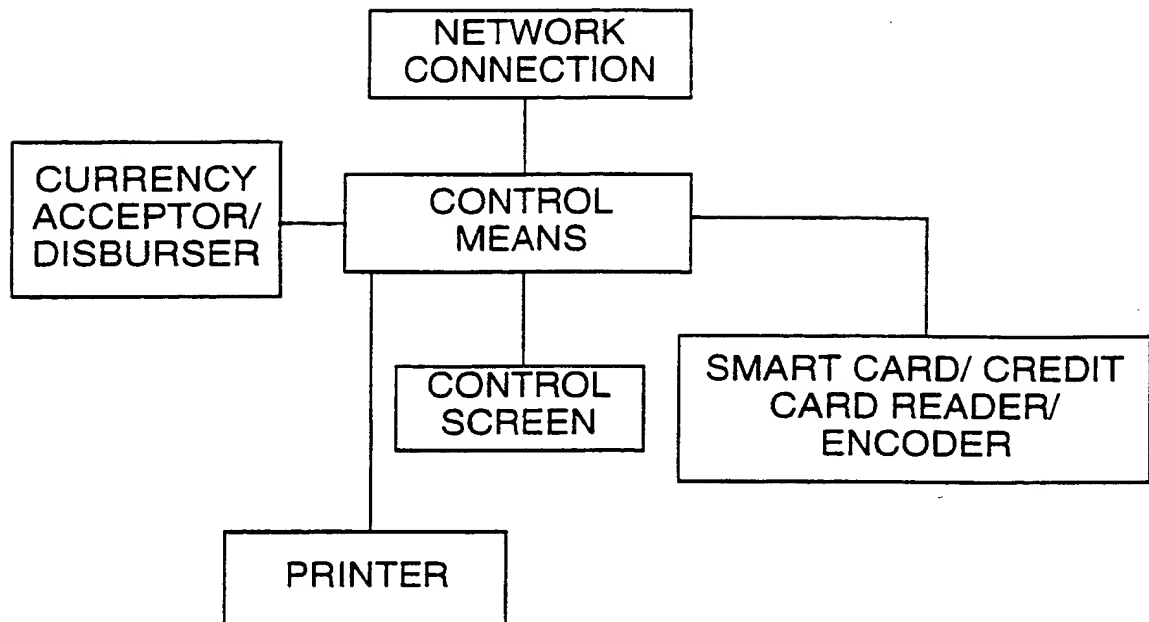 NETWORK
CONNECTION
CURRENCY
ACCEPTOR/
DISBURSER
CONTROL
MEANS
CONTROL
SCREEN
SMART CARD/ CREDIT
CARD READER/
ENCODER
PRINTER